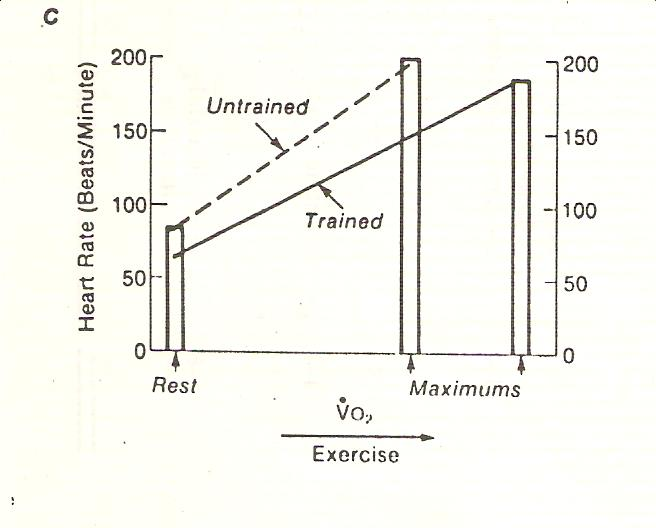 C
Heart Rate (Beats/Minute)
200
150
100
50
0
200
150
100
50
0
Untrained
Trained
Rest
Maximums
V̇O₂
Exercise